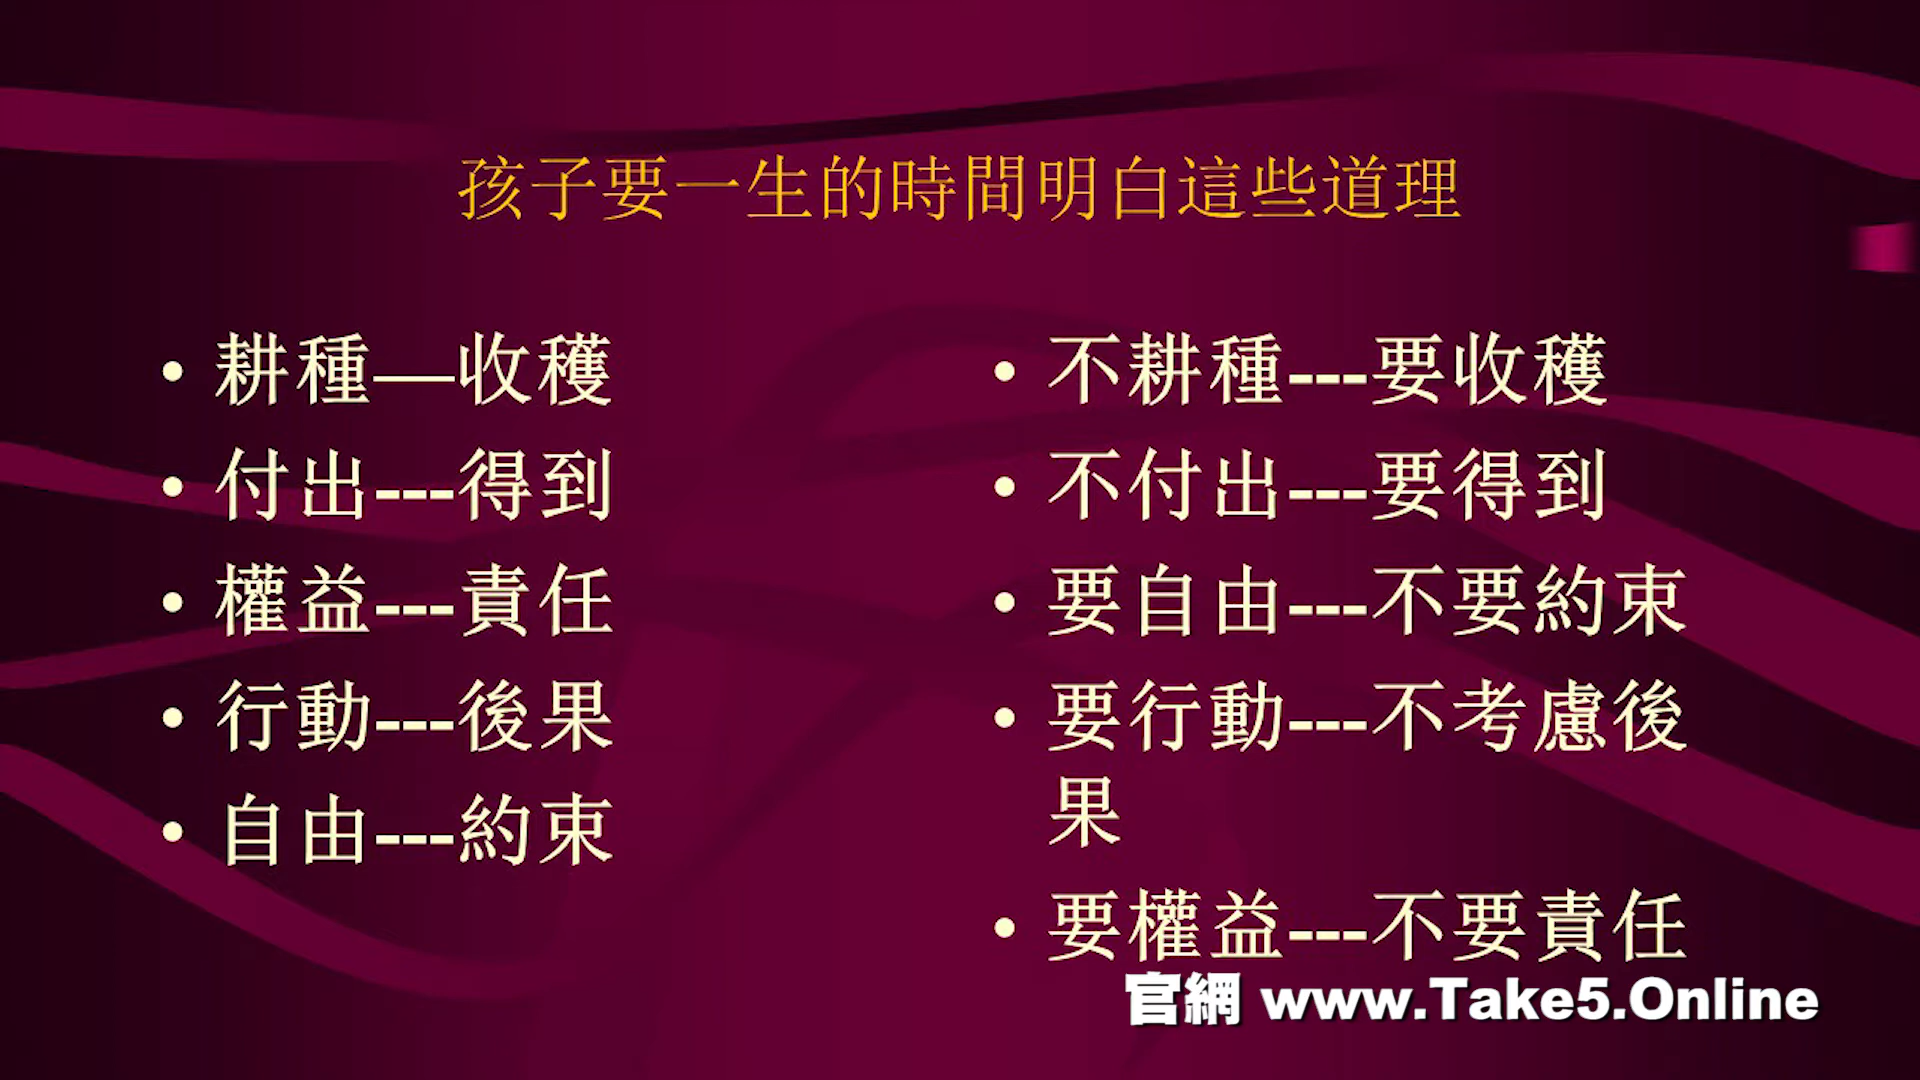 孩子要一生的時間明白這些道理
• 耕種—收穫
• 付出---得到
• 權益---責任
• 行動---後果
• 自由---約束
• 不耕種---要收穫
• 不付出---要得到
• 要自由---不要約束
• 要行動---不考慮後
果
• 要權益---不要責任
官網 www.Take5.Online